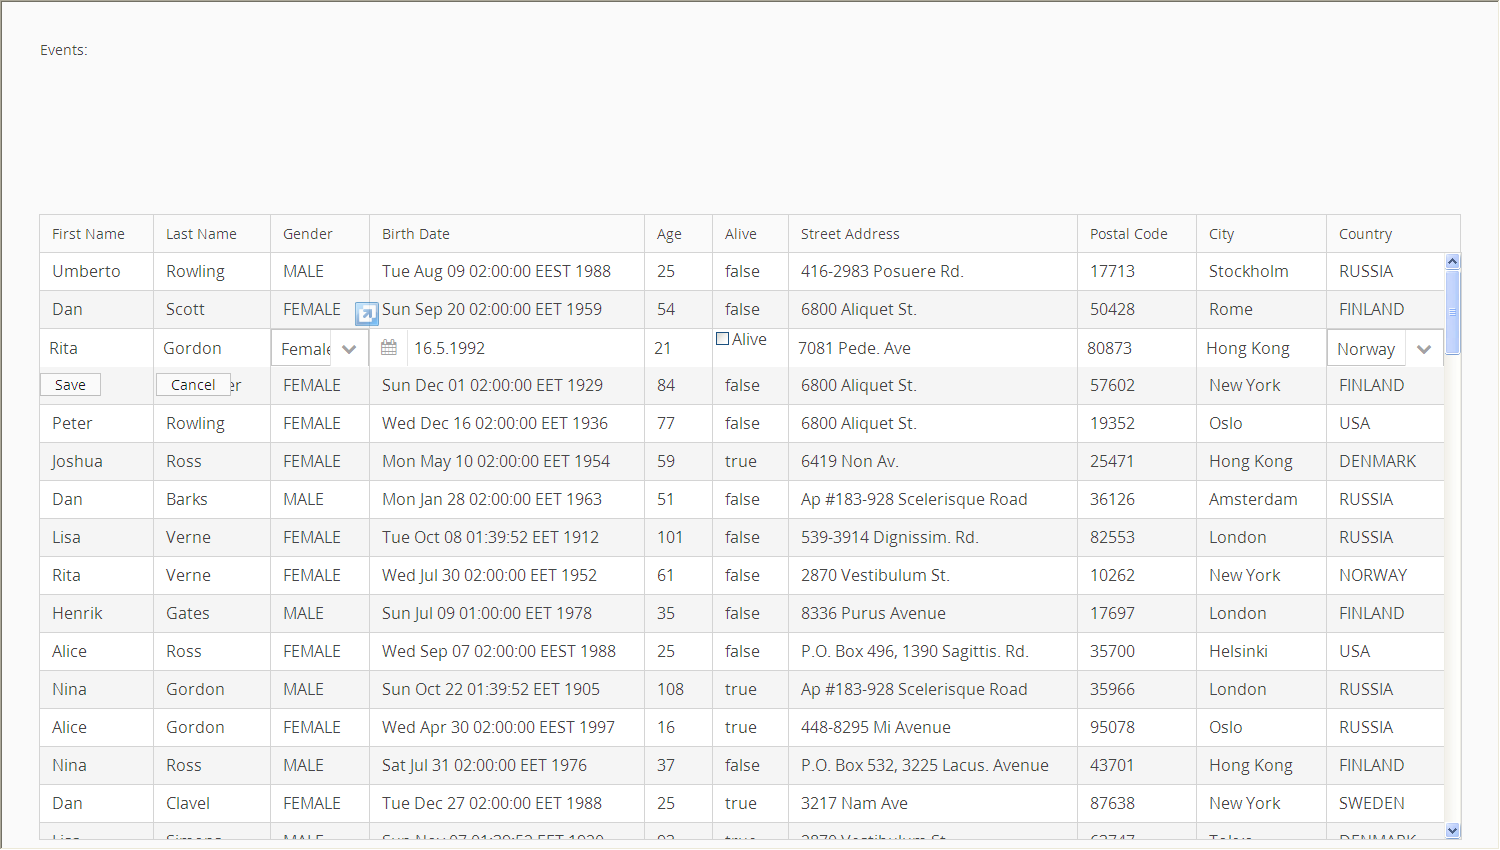 Events:
First Name Last Name Gender Birth Date Age Alive Street Address Postal Code City Country
Umberto Rowling MALE Tue Aug 09 02:00:00 EEST 1988 25 false 416-2983 Posuere Rd. 17713 Stockholm RUSSIA
Dan Scott FEMALE Sun Sep 20 02:00:00 EET 1959 54 false 6800 Aliquet St. 50428 Rome FINLAND
Rita Gordon Female 16.5.1992 21 Alive 7081 Pede. Ave 80873 Hong Kong Norway
Save Cancel er FEMALE Sun Dec 01 02:00:00 EET 1929 84 false 6800 Aliquet St. 57602 New York FINLAND
Peter Rowling FEMALE Wed Dec 16 02:00:00 EET 1936 77 false 6800 Aliquet St. 19352 Oslo USA
Joshua Ross FEMALE Mon May 10 02:00:00 EET 1954 59 true 6419 Non Av. 25471 Hong Kong DENMARK
Dan Barks MALE Mon Jan 28 02:00:00 EET 1963 51 false Ap #183-928 Scelerisque Road 36126 Amsterdam RUSSIA
Lisa Verne FEMALE Tue Oct 08 01:39:52 EET 1912 101 false 539-3914 Dignissim. Rd. 82553 London RUSSIA
Rita Verne FEMALE Wed Jul 30 02:00:00 EET 1952 61 false 2870 Vestibulum St. 10262 New York NORWAY
Henrik Gates MALE Sun Jul 09 01:00:00 EET 1978 35 false 8336 Purus Avenue 17697 London FINLAND
Alice Ross FEMALE Wed Sep 07 02:00:00 EEST 1988 25 false P.O. Box 496, 1390 Sagittis. Rd. 35700 Helsinki USA
Nina Gordon MALE Sun Oct 22 01:39:52 EET 1905 108 true Ap #183-928 Scelerisque Road 35966 London RUSSIA
Alice Gordon FEMALE Wed Apr 30 02:00:00 EEST 1997 16 true 448-8295 Mi Avenue 95078 Oslo RUSSIA
Nina Ross MALE Sat Jul 31 02:00:00 EET 1976 37 false P.O. Box 532, 3225 Lacus. Avenue 43701 Hong Kong FINLAND
Dan Clavel FEMALE Tue Dec 27 02:00:00 EET 1988 25 true 3217 Nam Ave 87638 New York SWEDEN